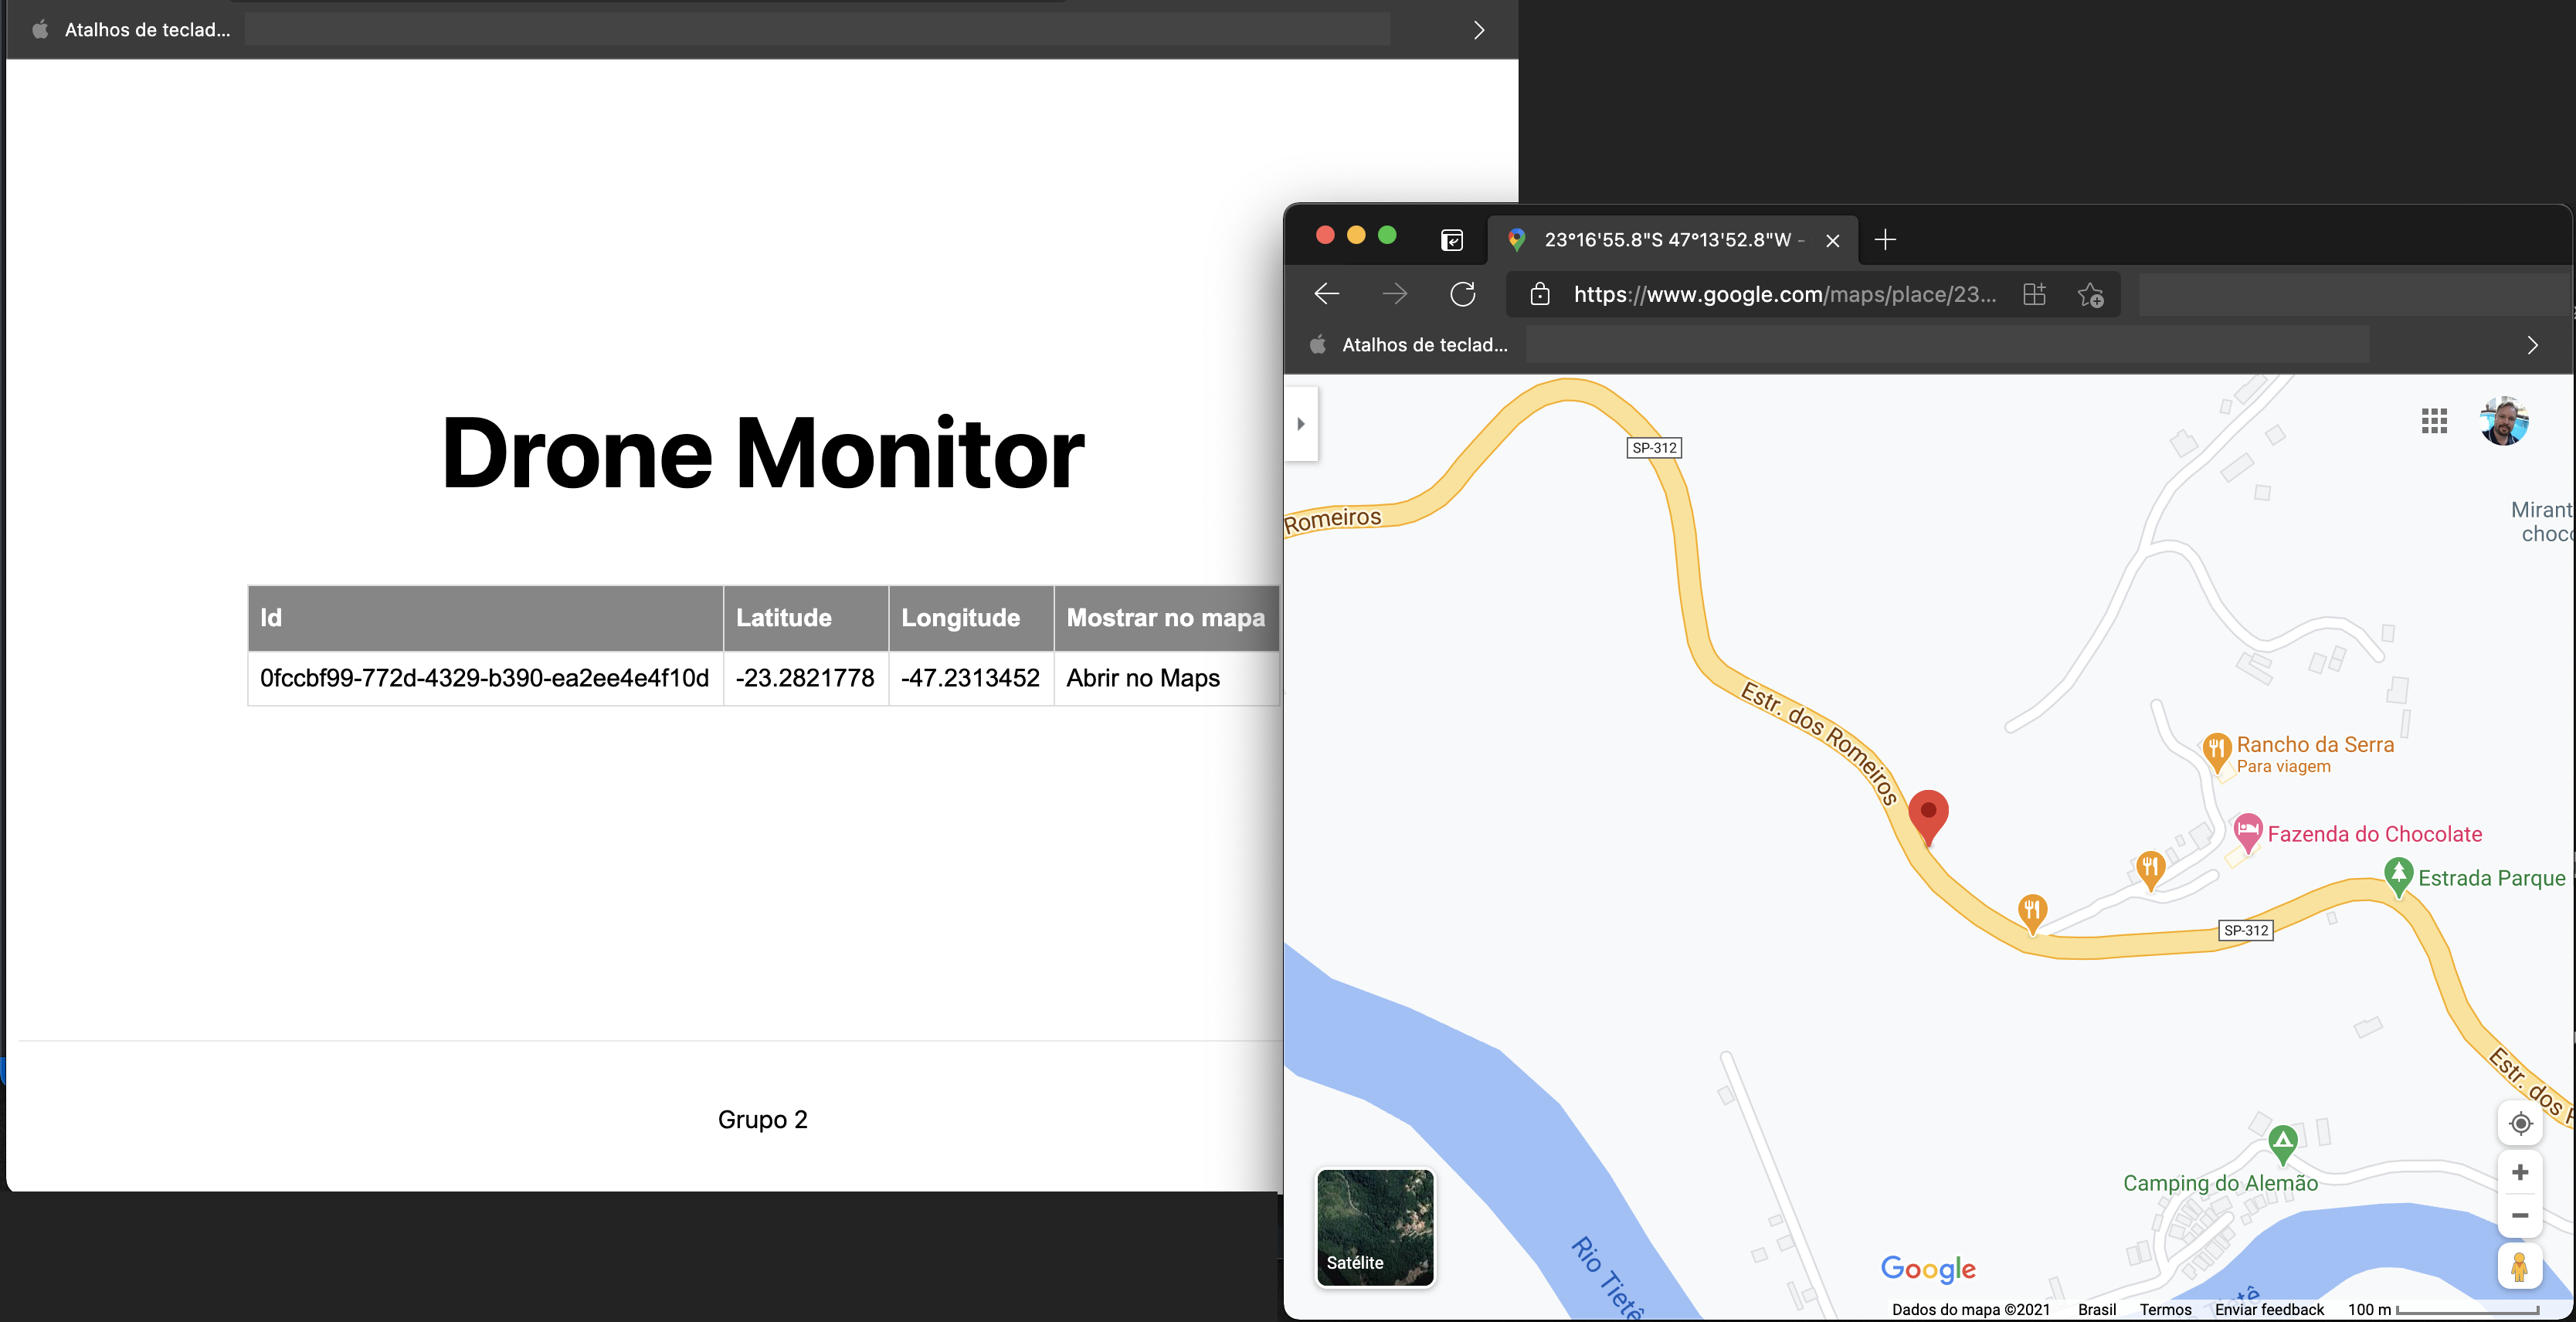 Atalhos de teclad...
Drone Monitor
Id Latitude Longitude Mostrar no mapa
0fccbf99-772d-4329-b390-ea2ee4e4f10d -23.2821778 -47.2313452 Abrir no Maps
Grupo 2
23°16'55.8"S 47°13'52.8"W -
https://www.google.com/maps/place/23...
Atalhos de teclad...
SP-312
Romeiros
Mirant
choc
Estr. dos Romeiros
Rancho da Serra
Para viagem
Fazenda do Chocolate
Estrada Parque
SP-312
Estr. dos R
Camping do Alemão
Satélite
Rio Tietê
Google
Dados do mapa ©2021 Brasil Termos Enviar feedback 100 m